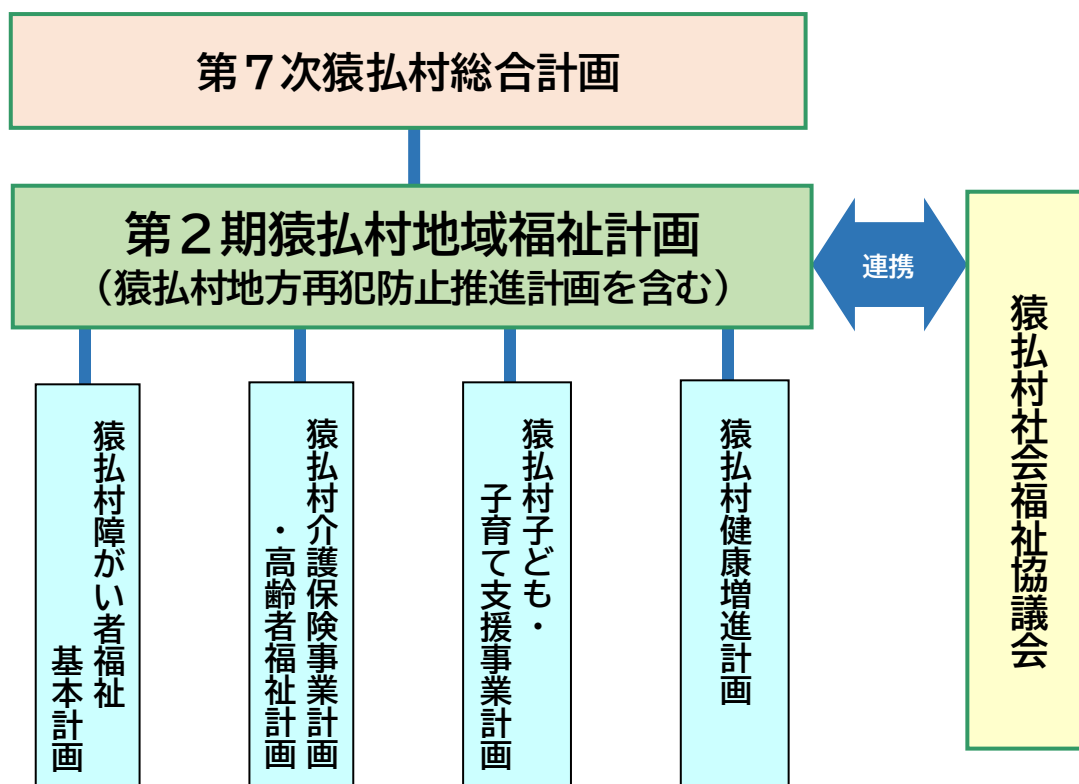 第７次猿払村総合計画
第２期猿払村地域福祉計画
（猿払村地方再犯防止推進計画を含む）
連携
猿払村社会福祉協議会
猿払村障がい者福祉
基本計画
猿払村介護保険事業計画
・高齢者福祉計画
猿払村子ども・
子育て支援事業計画
猿払村健康増進計画